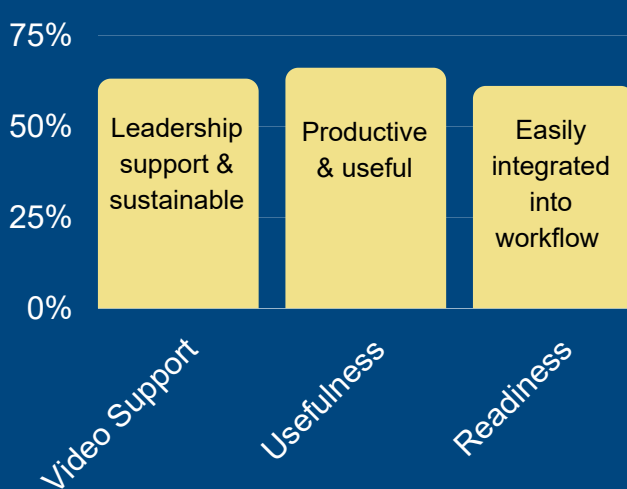 75%
50%
25%
0%
Leadership
support &
sustainable
Productive
& useful
Easily
integrated
into
workflow
Video Support
Usefulness
Readiness